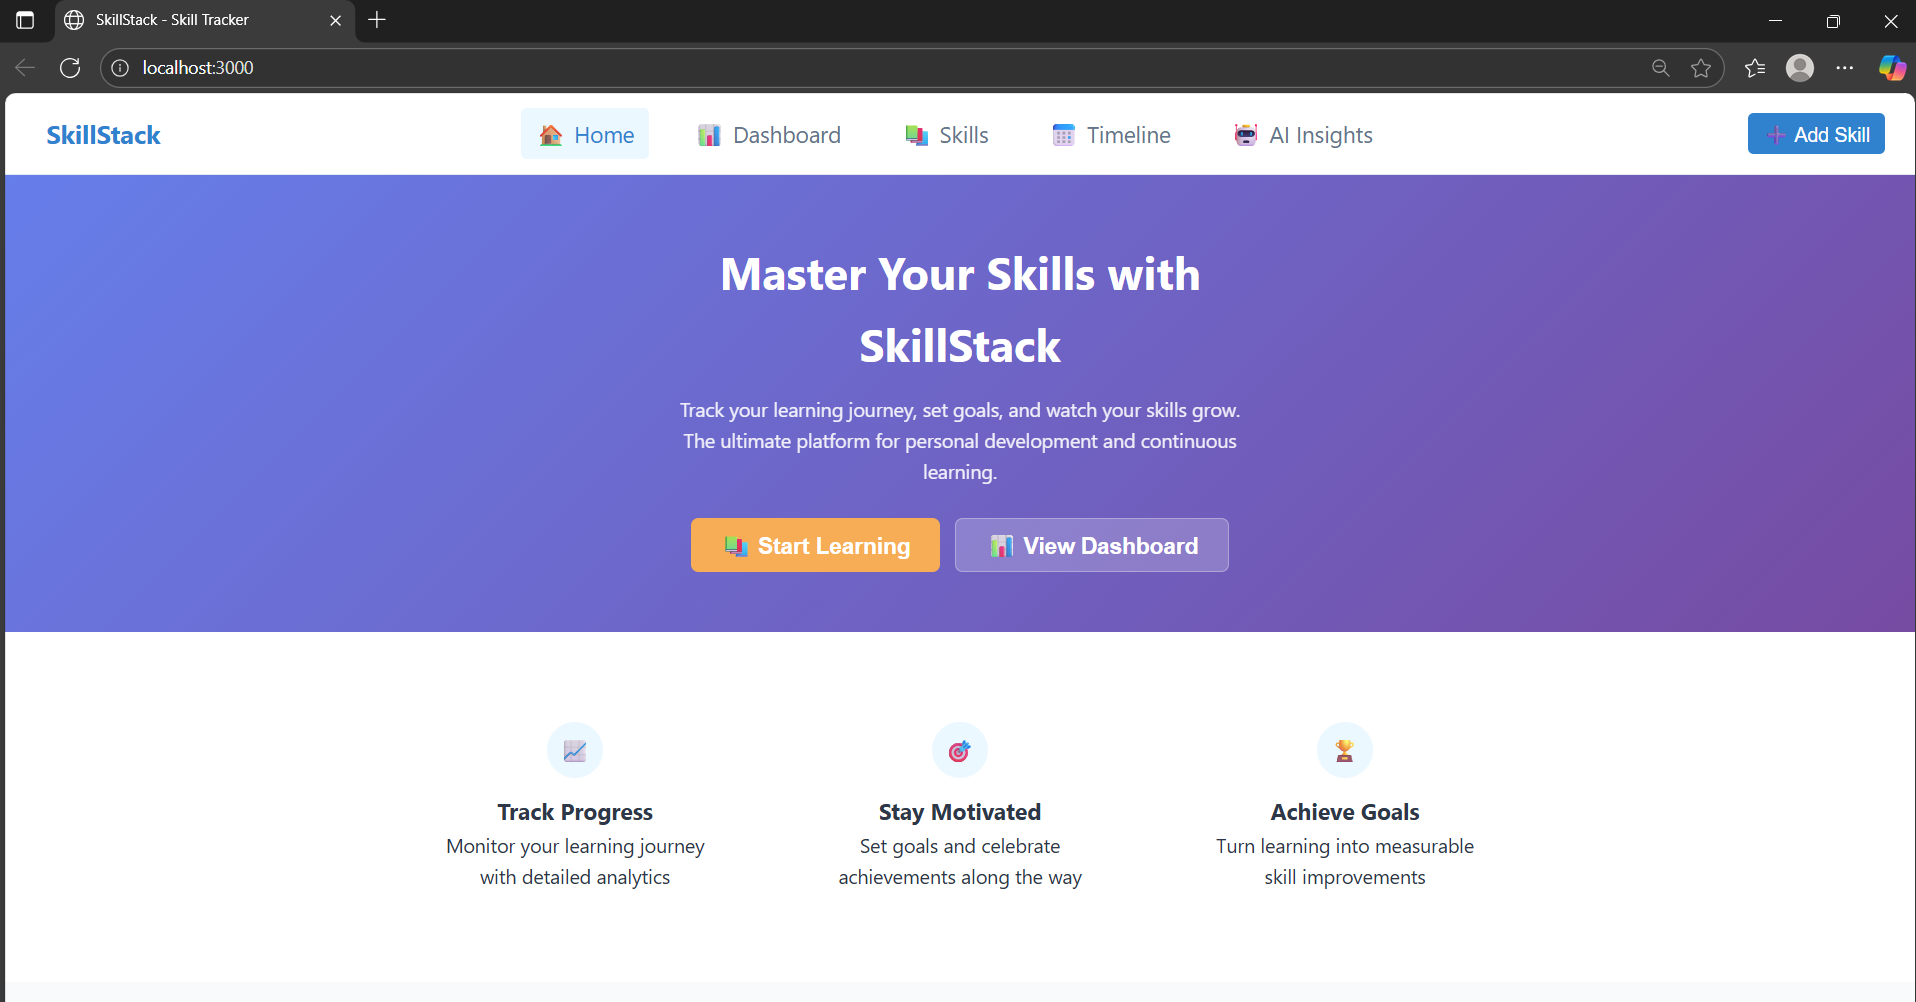 SkillStack - Skill Tracker
localhost:3000
SkillStack
Home
Dashboard
Skills
Timeline
AI Insights
Add Skill
Master Your Skills with
SkillStack
Track your learning journey, set goals, and watch your skills grow.
The ultimate platform for personal development and continuous
learning.
Start Learning
View Dashboard
Track Progress
Monitor your learning journey
with detailed analytics
Stay Motivated
Set goals and celebrate
achievements along the way
Achieve Goals
Turn learning into measurable
skill improvements